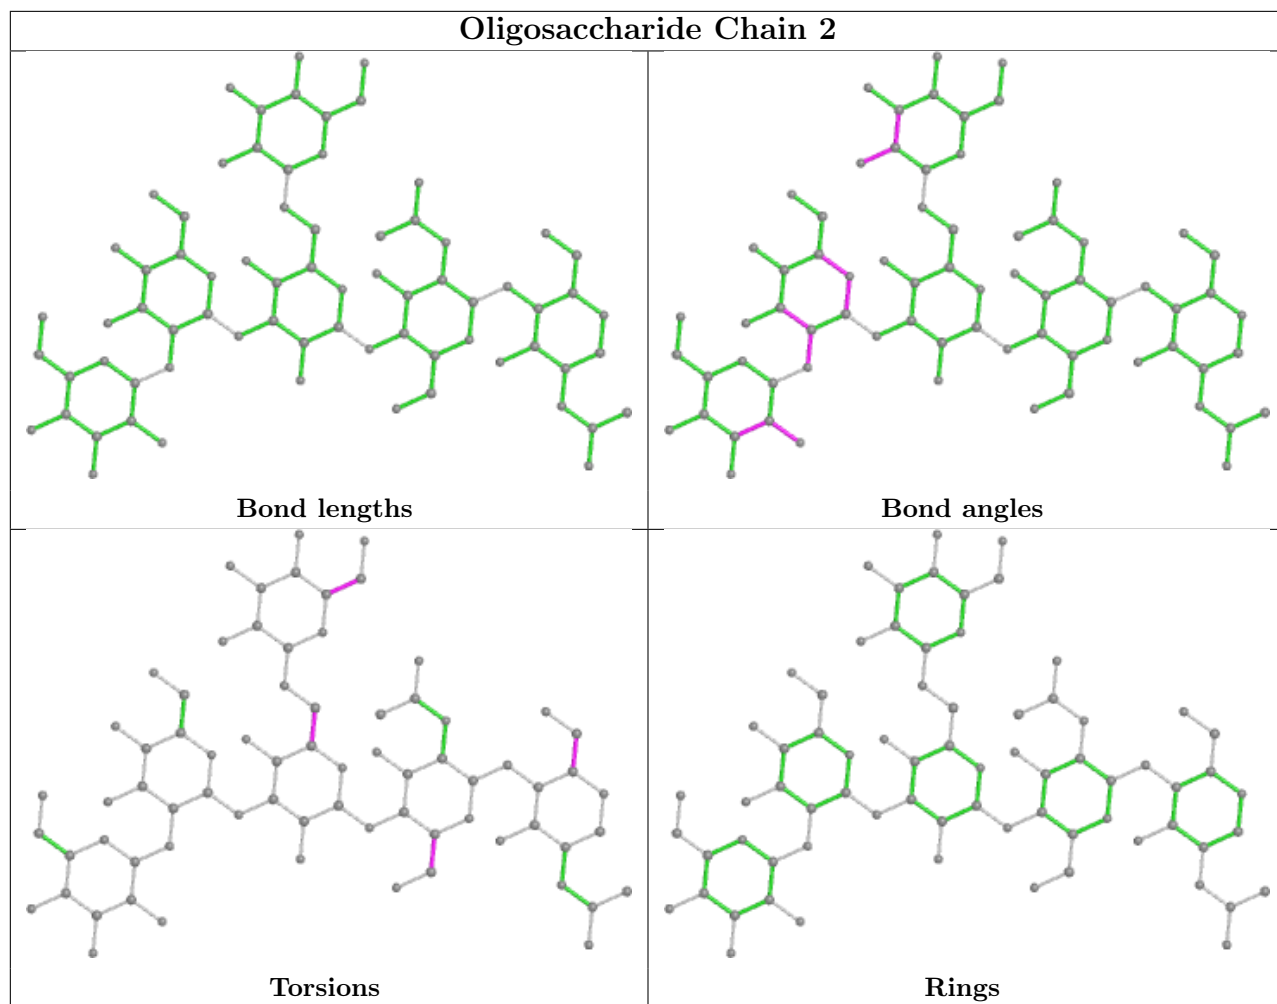 Oligosaccharide Chain 2
Bond lengths
Bond angles
Torsions
Rings